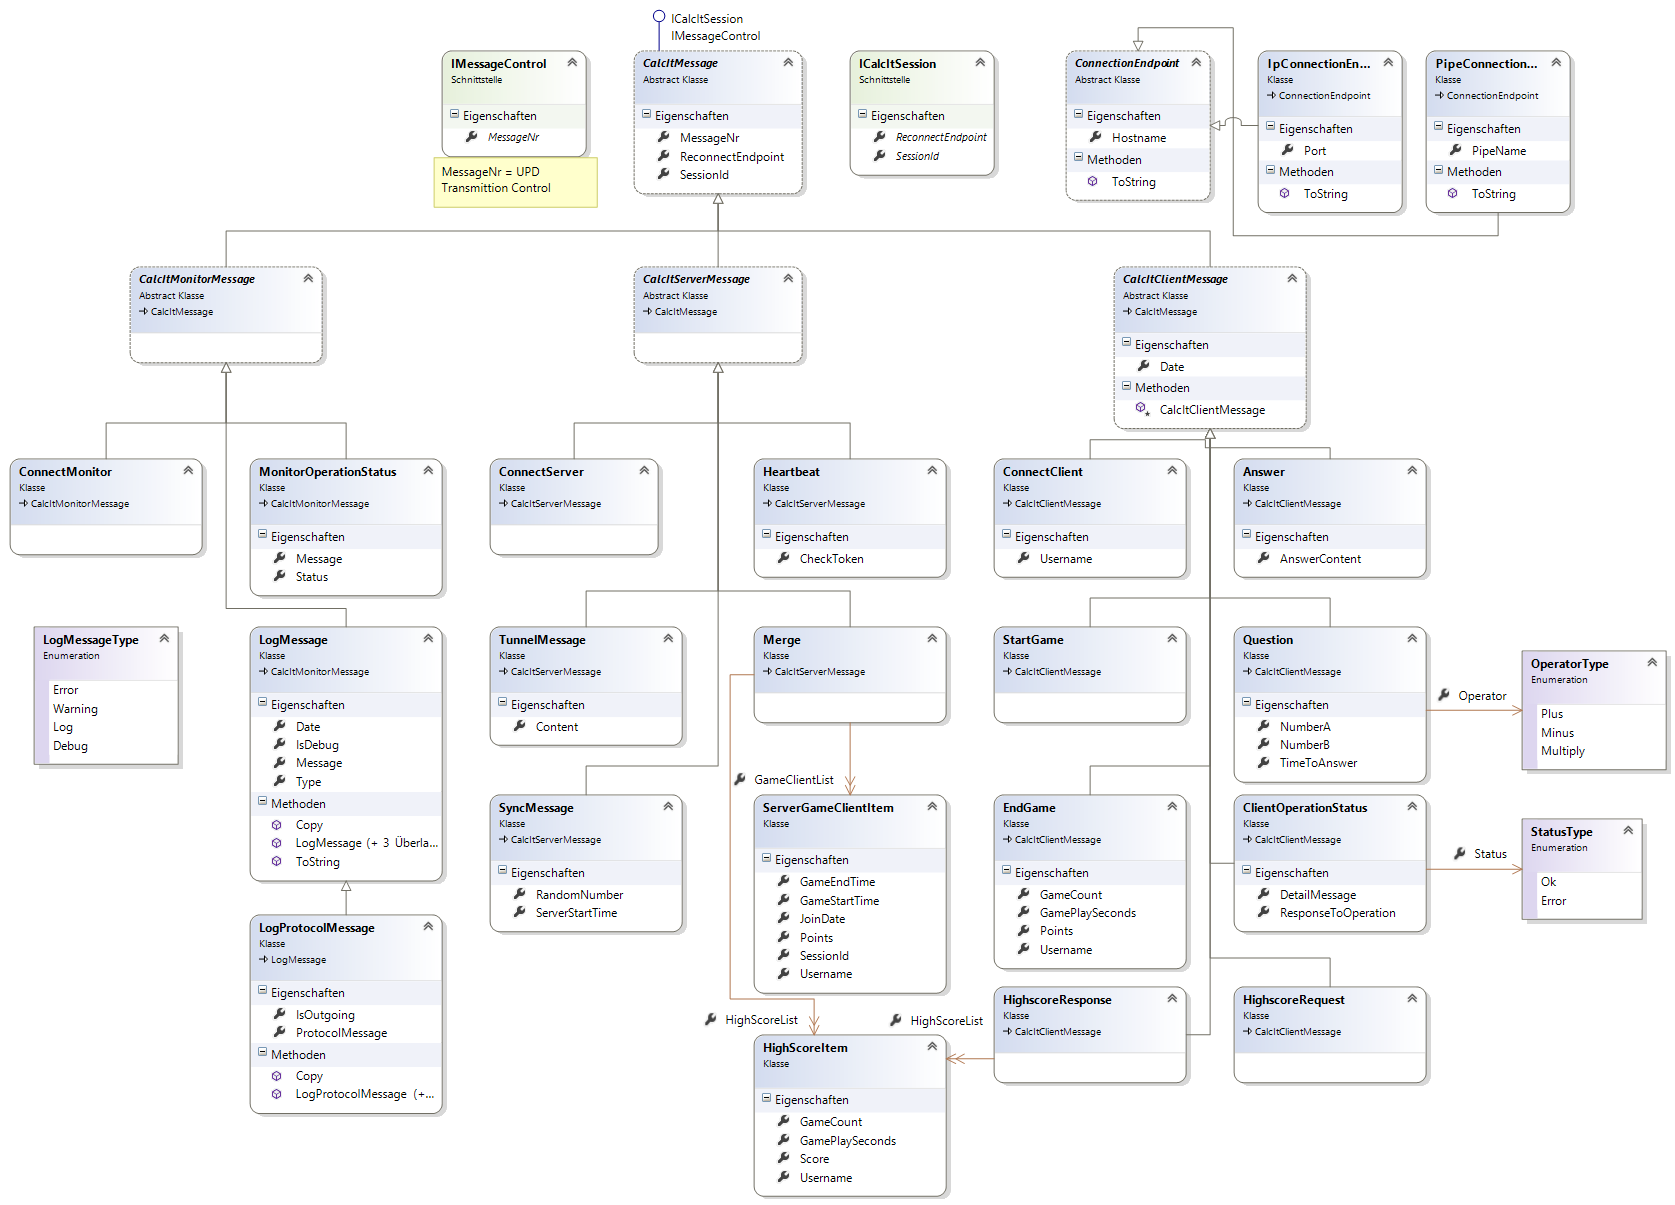 ICalcItSession
IMessageControl
IMessageControl
Schnittstelle
Eigenschaften
MessageNr
MessageNr = UPD
Transmittion Control
CalcItMessage
Abstract Klasse
Eigenschaften
MessageNr
ReconnectEndpoint
SessionId
ICalcItSession
Schnittstelle
Eigenschaften
ReconnectEndpoint
SessionId
ConnectionEndpoint
Abstract Klasse
Eigenschaften
Hostname
Methoden
ToString
IpConnectionEn...
Klasse
ConnectionEndpoint
Eigenschaften
Port
Methoden
ToString
PipeConnection...
Klasse
ConnectionEndpoint
Eigenschaften
PipeName
Methoden
ToString
CalcItMonitorMessage
Abstract Klasse
CalcItMessage
CalcItServerMessage
Abstract Klasse
CalcItMessage
CalcItClientMessage
Abstract Klasse
CalcItMessage
Eigenschaften
Date
Methoden
CalcItClientMessage
ConnectMonitor
Klasse
CalcItMonitorMessage
MonitorOperationStatus
Klasse
CalcItMonitorMessage
Eigenschaften
Message
Status
ConnectServer
Klasse
CalcItServerMessage
Heartbeat
Klasse
CalcItServerMessage
Eigenschaften
CheckToken
ConnectClient
Klasse
CalcItClientMessage
Eigenschaften
Username
Answer
Klasse
CalcItClientMessage
Eigenschaften
AnswerContent
LogMessageType
Enumeration
Error
Warning
Log
Debug
LogMessage
Klasse
CalcItMonitorMessage
Eigenschaften
Date
IsDebug
Message
Type
Methoden
Copy
LogMessage (+ 3 Überla...
ToString
TunnelMessage
Klasse
CalcItServerMessage
Eigenschaften
Content
Merge
Klasse
CalcItServerMessage
StartGame
Klasse
CalcItClientMessage
Question
Klasse
CalcItClientMessage
Eigenschaften
NumberA
NumberB
TimeToAnswer
Operator
OperatorType
Enumeration
Plus
Minus
Multiply
GameClientList
SyncMessage
Klasse
CalcItServerMessage
Eigenschaften
RandomNumber
ServerStartTime
ServerGameClientItem
Klasse
Eigenschaften
GameEndTime
GameStartTime
JoinDate
Points
SessionId
Username
EndGame
Klasse
CalcItClientMessage
Eigenschaften
GameCount
GamePlaySeconds
Points
Username
ClientOperationStatus
Klasse
CalcItClientMessage
Eigenschaften
DetailMessage
ResponseToOperation
Status
StatusType
Enumeration
Ok
Error
LogProtocolMessage
Klasse
LogMessage
Eigenschaften
IsOutgoing
ProtocolMessage
Methoden
Copy
LogProtocolMessage (+...
HighScoreList
HighScoreList
HighScoreItem
Klasse
Eigenschaften
GameCount
GamePlaySeconds
Score
Username
HighscoreResponse
Klasse
CalcItClientMessage
HighscoreRequest
Klasse
CalcItClientMessage